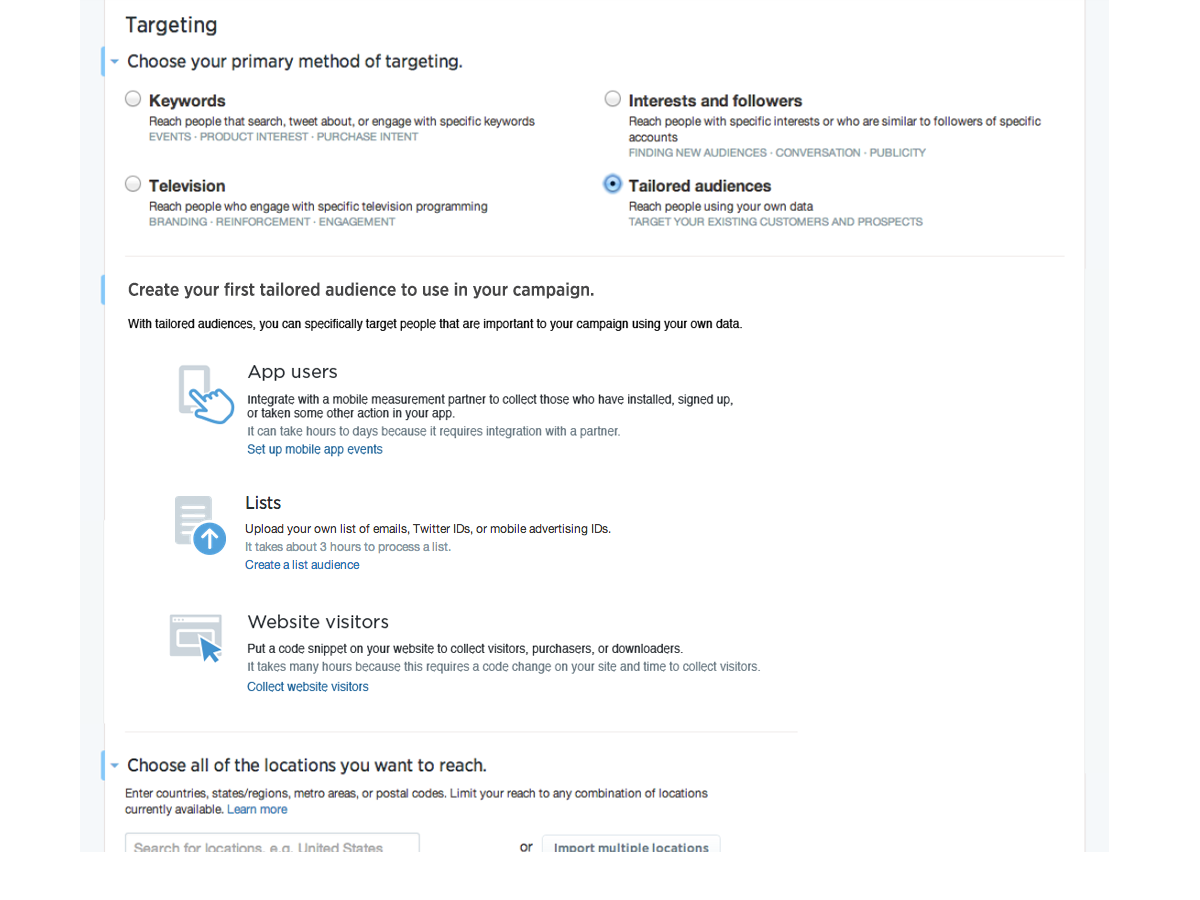 Targeting
Choose your primary method of targeting.
Keywords
Reach people that search, tweet about, or engage with specific keywords
EVENTS · PRODUCT INTEREST · PURCHASE INTENT
Interests and followers
Reach people with specific interests or who are similar to followers of specific
accounts
FINDING NEW AUDIENCES · CONVERSATION · PUBLICITY
Television
Reach people who engage with specific television programming
BRANDING · REINFORCEMENT · ENGAGEMENT
Tailored audiences
Reach people using your own data
TARGET YOUR EXISTING CUSTOMERS AND PROSPECTS
Create your first tailored audience to use in your campaign.
With tailored audiences, you can specifically target people that are important to your campaign using your own data.
App users
Integrate with a mobile measurement partner to collect those who have installed, signed up,
or taken some other action in your app.
It can take hours to days because it requires integration with a partner.
Set up mobile app events
Lists
Upload your own list of emails, Twitter IDs, or mobile advertising IDs.
It takes about 3 hours to process a list.
Create a list audience
Website visitors
Put a code snippet on your website to collect visitors, purchasers, or downloaders.
It takes many hours because this requires a code change on your site and time to collect visitors.
Collect website visitors
Choose all of the locations you want to reach.
Enter countries, states/regions, metro areas, or postal codes. Limit your reach to any combination of locations
currently available. Learn more
Search for locations, e.g. United States
or
Import multiple locations